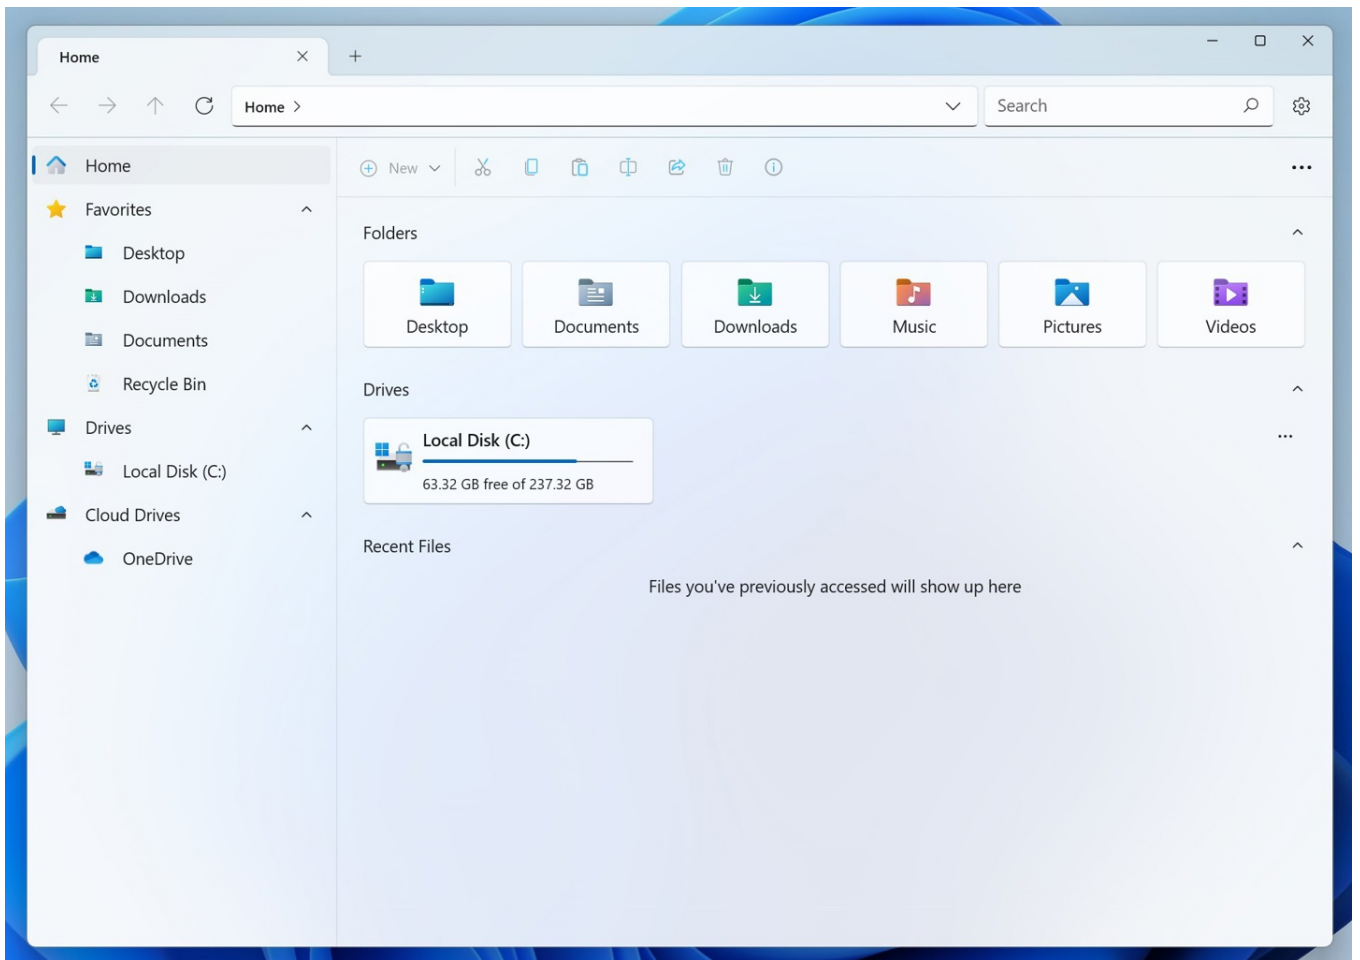 Home
Home
Search
Home
New
Favorites
Desktop
Downloads
Documents
Recycle Bin
Drives
Local Disk (C:)
Cloud Drives
OneDrive
Folders
Desktop
Documents
Downloads
Music
Pictures
Videos
Drives
Local Disk (C:)
63.32 GB free of 237.32 GB
Recent Files
Files you've previously accessed will show up here